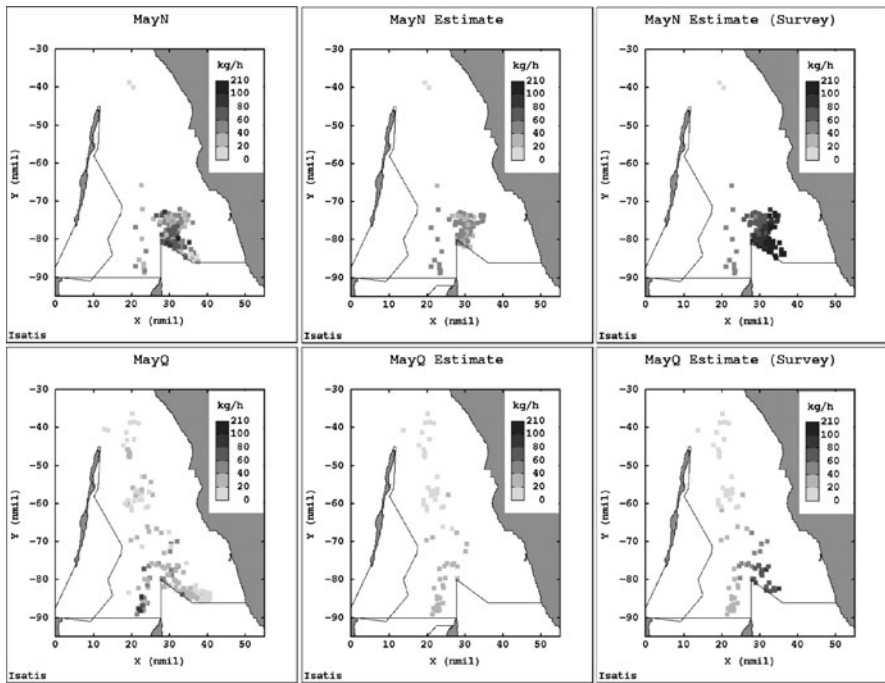 MayN
kg/h
210
100
80
60
40
20
0
-30
-40
-50
-60
-70
-80
-90
Y (nmil)
0 10 20 30 40 50
X (nmil)
Isatis
MayN Estimate
kg/h
210
100
80
60
40
20
0
-30
-40
-50
-60
-70
-80
-90
Y (nmil)
0 10 20 30 40 50
X (nmil)
Isatis
MayN Estimate (Survey)
kg/h
210
100
80
60
40
20
0
-30
-40
-50
-60
-70
-80
-90
Y (nmil)
0 10 20 30 40 50
X (nmil)
Isatis
MayQ
kg/h
210
100
80
60
40
20
0
-30
-40
-50
-60
-70
-80
-90
Y (nmil)
0 10 20 30 40 50
X (nmil)
Isatis
MayQ Estimate
kg/h
210
100
80
60
40
20
0
-30
-40
-50
-60
-70
-80
-90
Y (nmil)
0 10 20 30 40 50
X (nmil)
Isatis
MayQ Estimate (Survey)
kg/h
210
100
80
60
40
20
0
-30
-40
-50
-60
-70
-80
-90
Y (nmil)
0 10 20 30 40 50
X (nmil)
Isatis